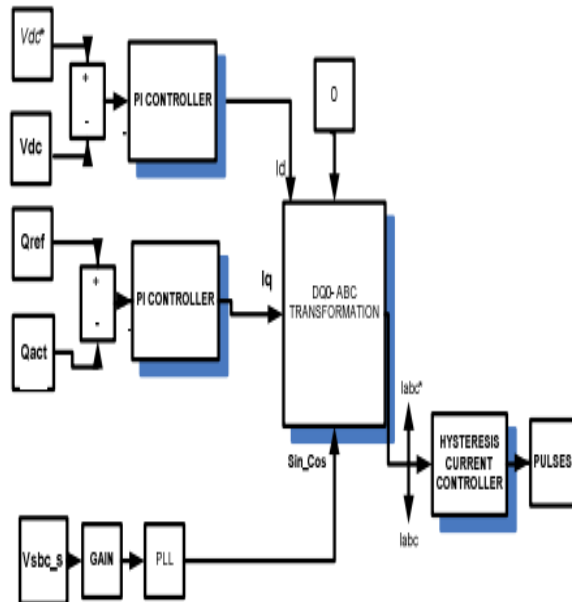 Vdc*
+
-
Vdc
PI CONTROLLER
-
0
Id
Qref
+
-
Qact
PI CONTROLLER
-
Iq
DQ0- ABC
TRANSFORMATION
Sin_Cos
Iabc*
Iabc
HYSTERESIS
CURRENT
CONTROLLER
PULSES
Vsbc_s
GAIN
PLL